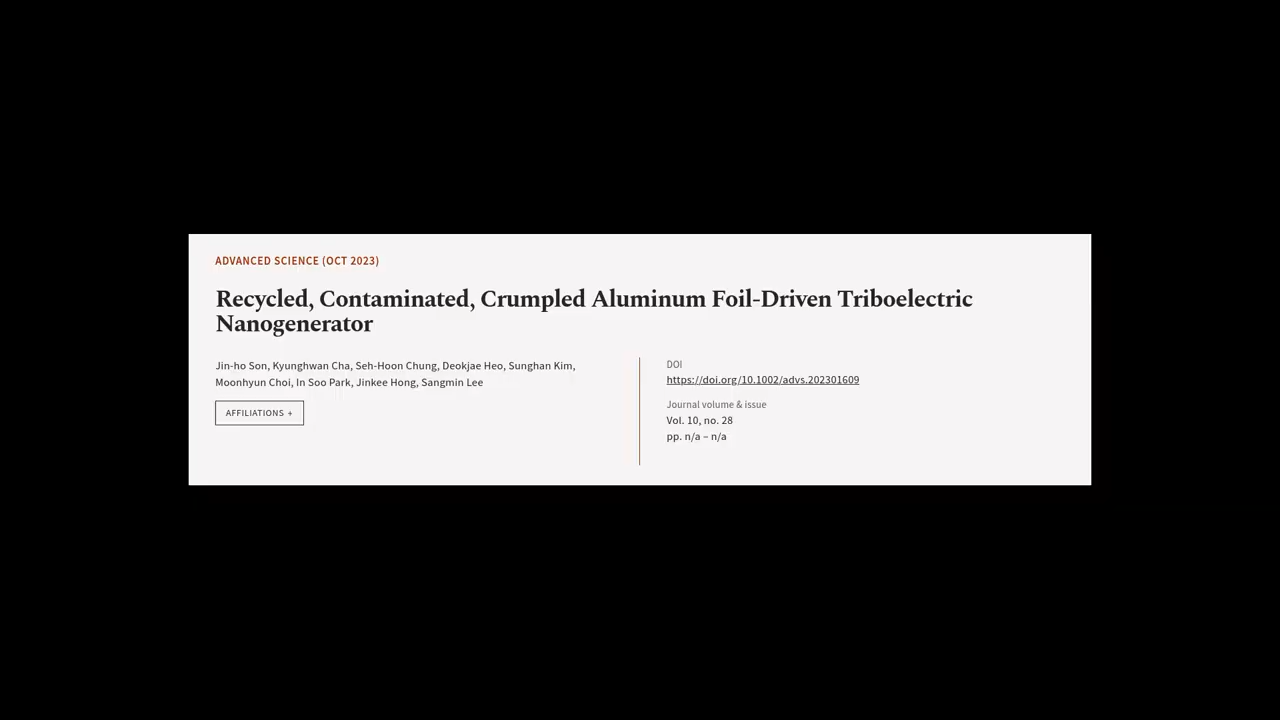 ADVANCED SCIENCE (OCT 2023)
Recycled, Contaminated, Crumpled Aluminum Foil-Driven Triboelectric
Nanogenerator
Jin-ho Son, Kyunghwan Cha, Seh-Hoon Chung, Deokjae Heo, Sunghan Kim,
Moonhyun Choi, In Soo Park, Jinkee Hong, Sangmin Lee
AFFILIATIONS +
DOI
https://doi.org/10.1002/advs.202301609
Journal volume & issue
Vol. 10, no. 28
pp. n/a – n/a